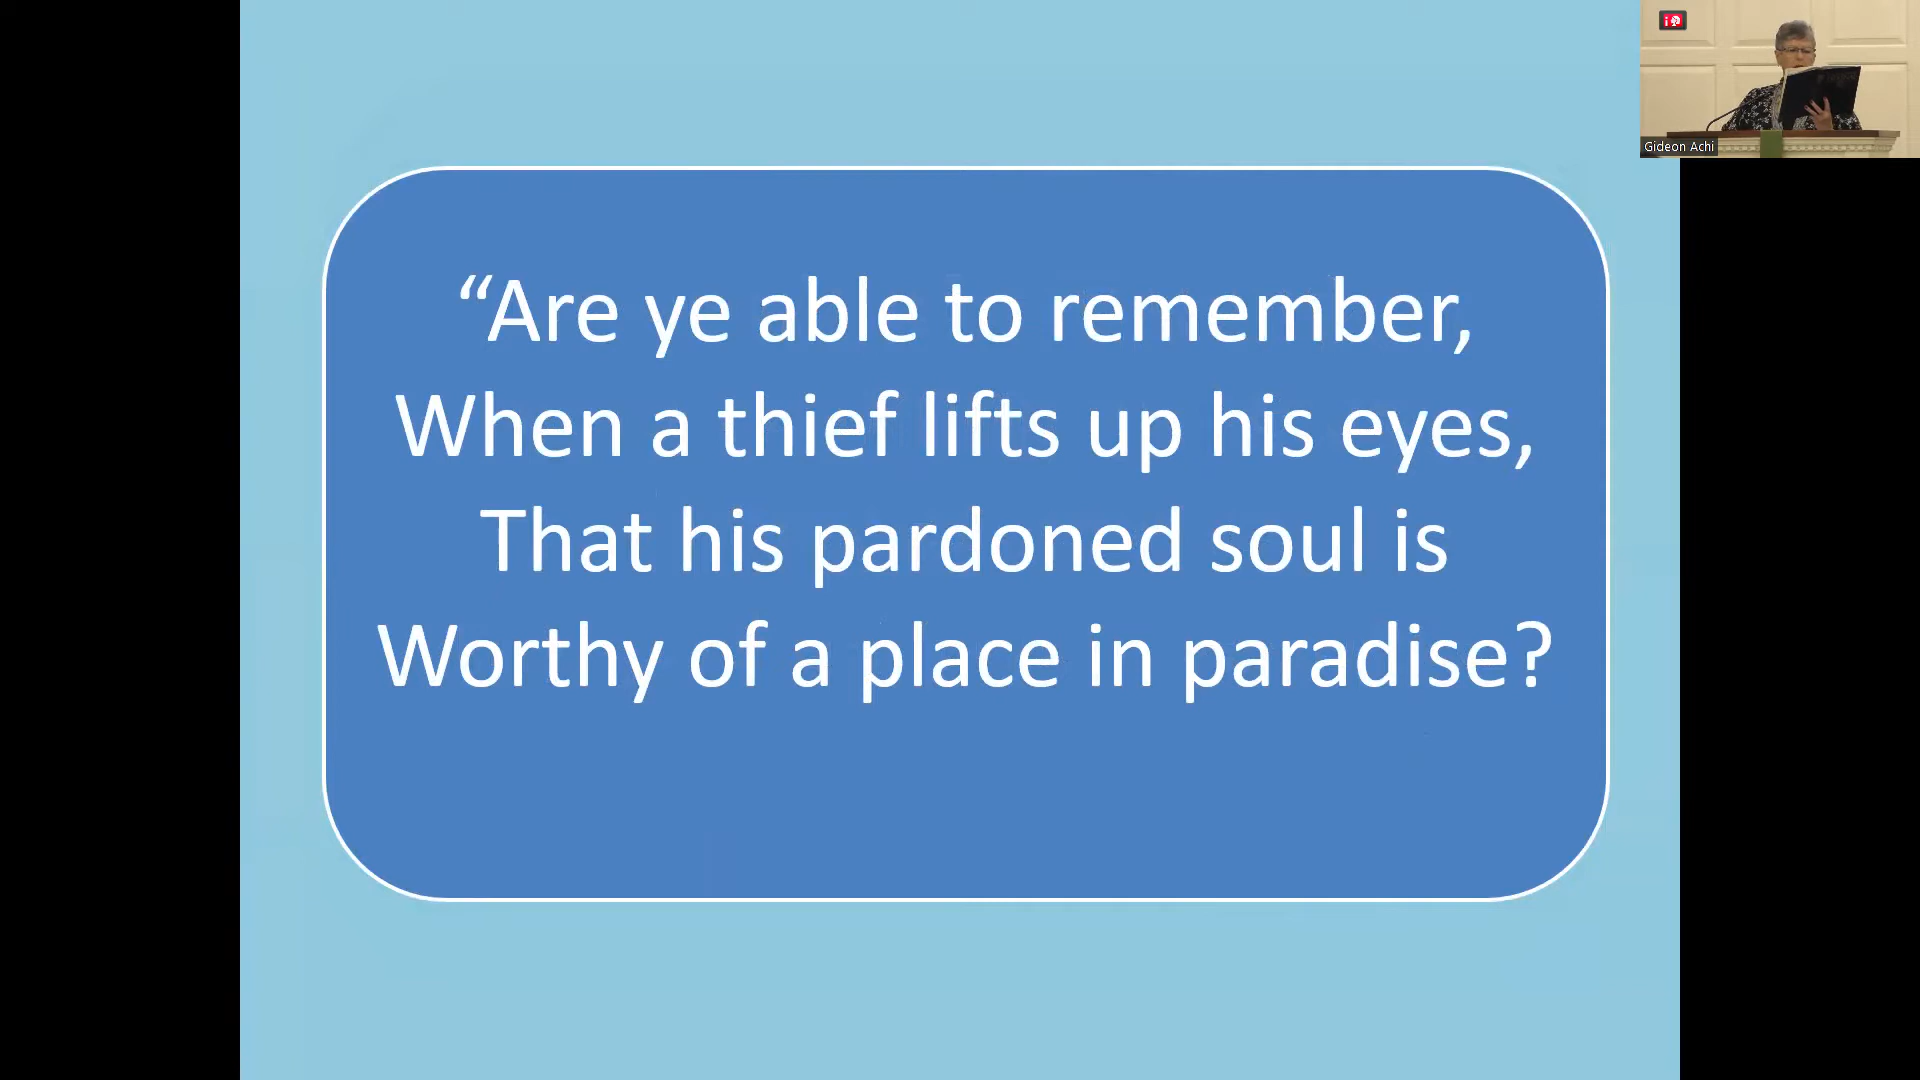 Gideon Achi
“Are ye able to remember,
When a thief lifts up his eyes,
That his pardoned soul is
Worthy of a place in paradise?